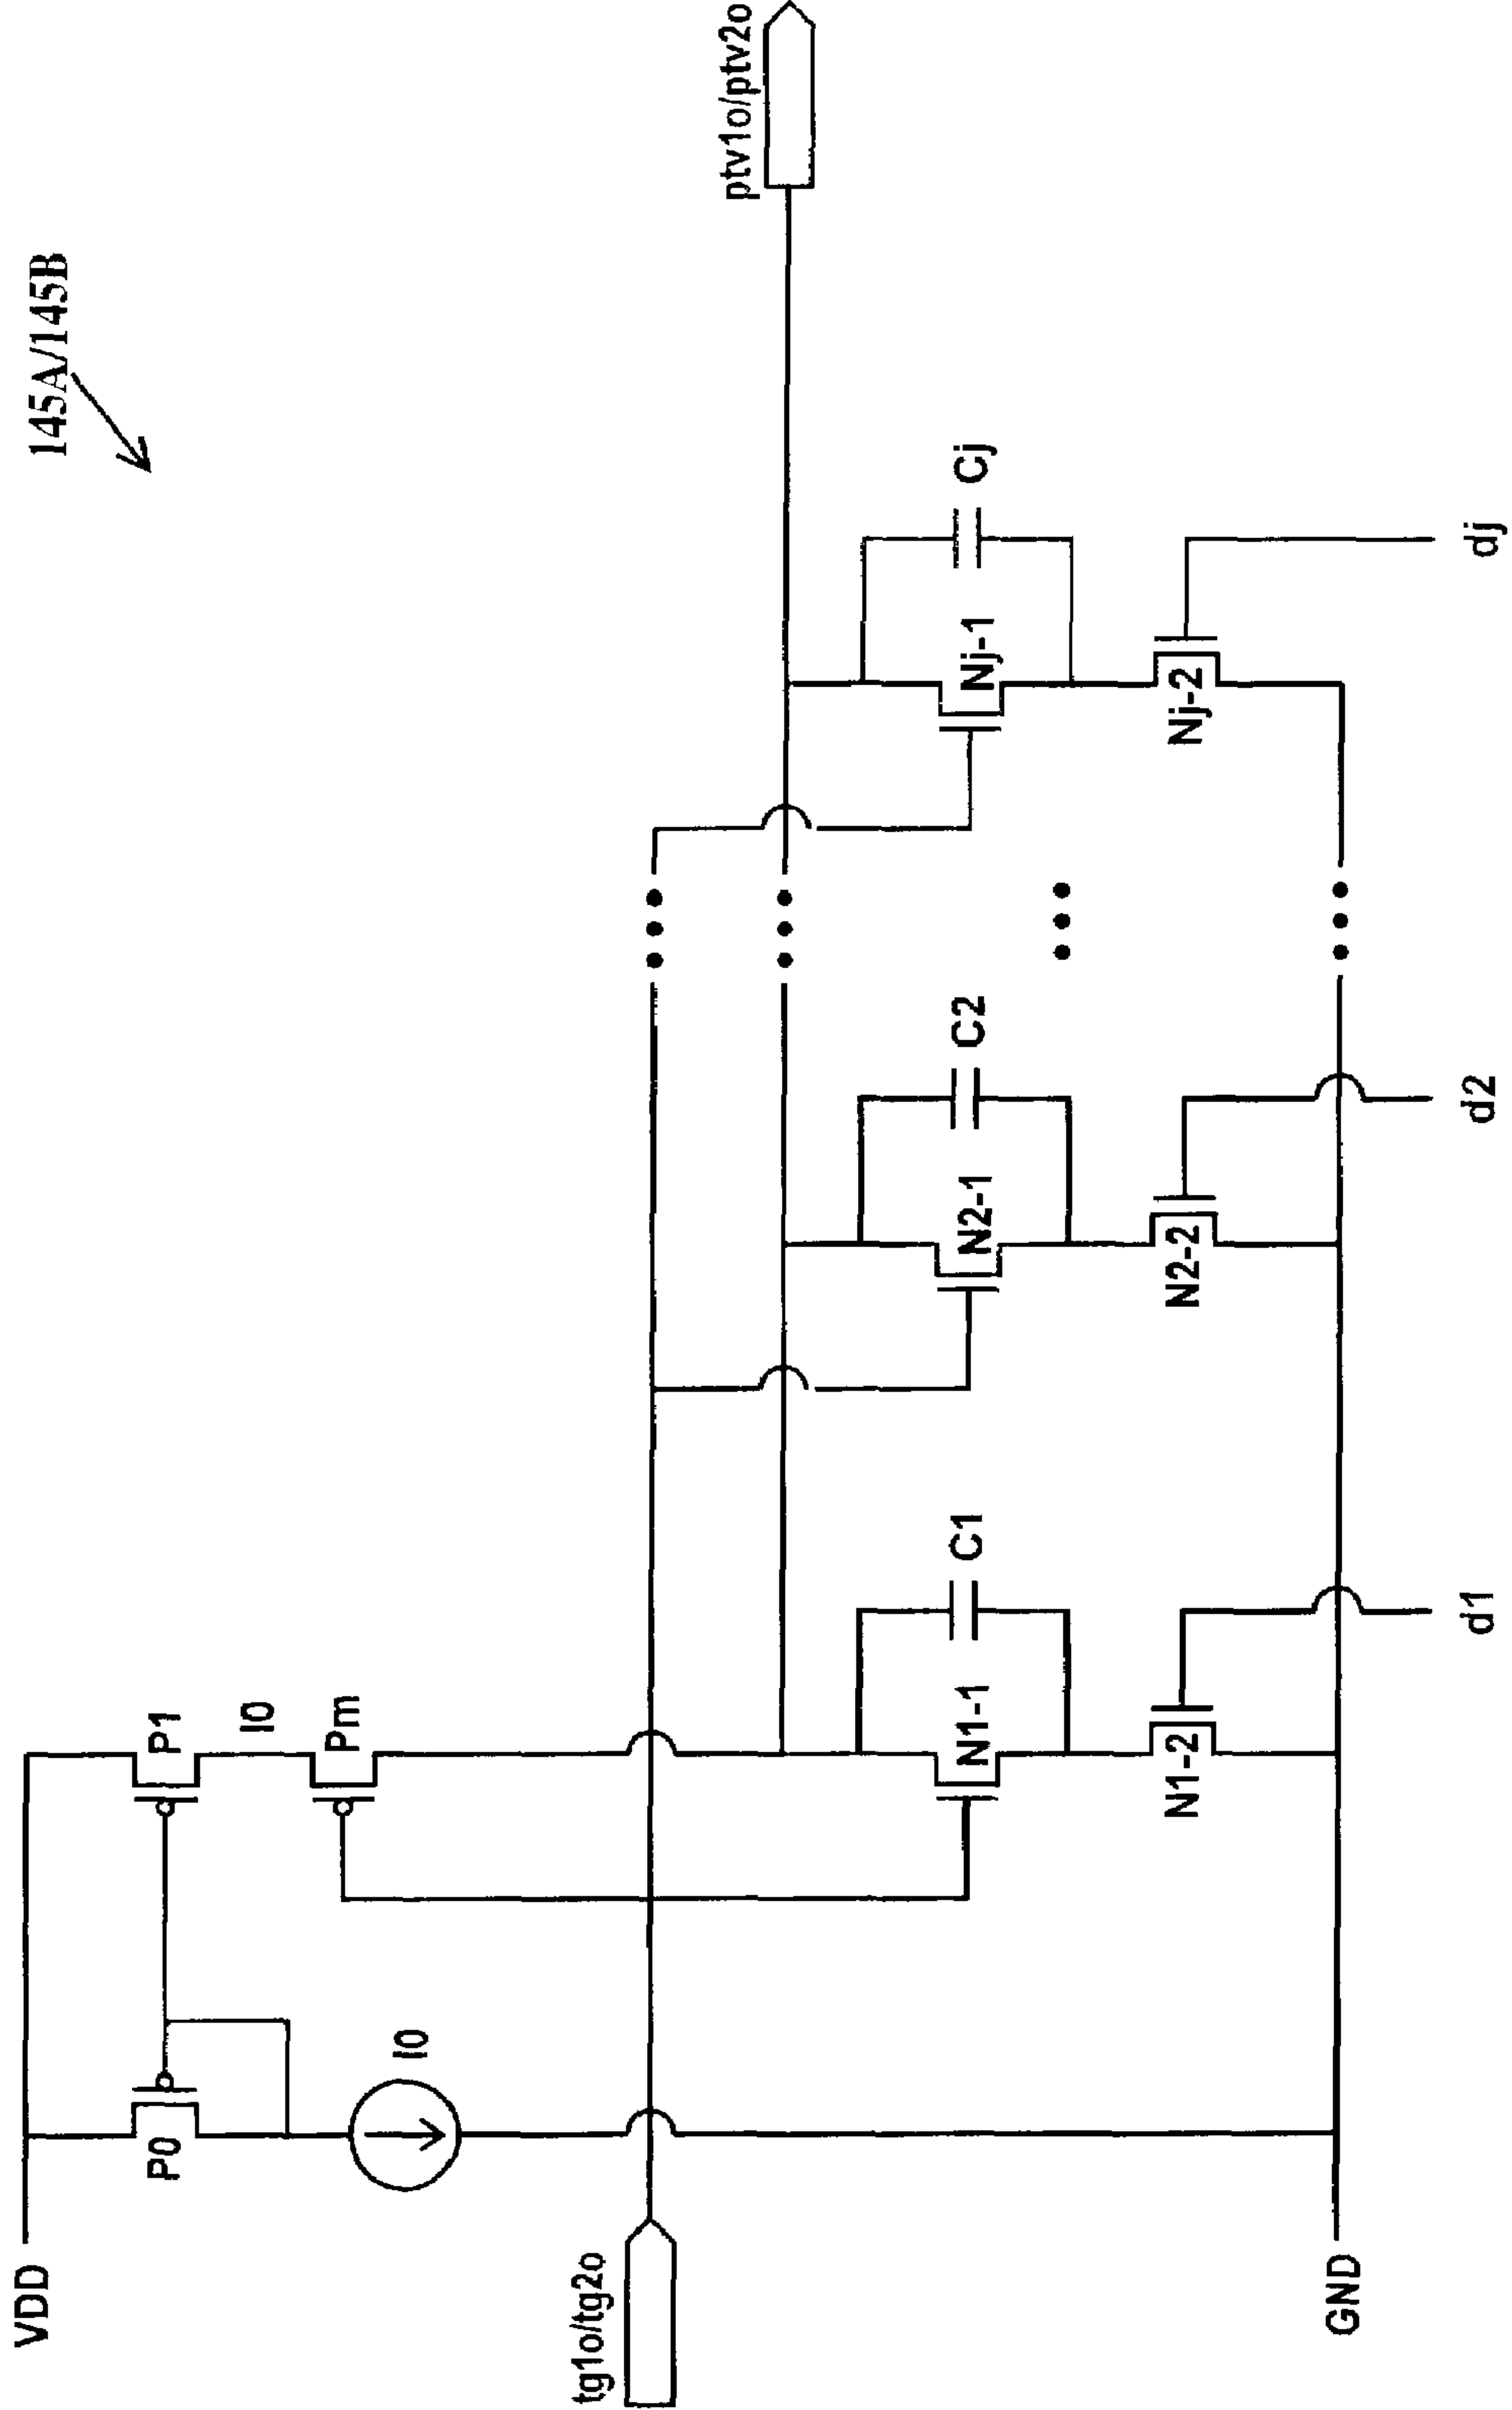 145A/145B
VDD
P0
P1
I0
I0
Pm
tg1o/tg2o
ptv1o/ptv2o
N1-1
C1
N2-1
C2
Nj-1
Cj
N1-2
N2-2
Nj-2
GND
d1
d2
dj